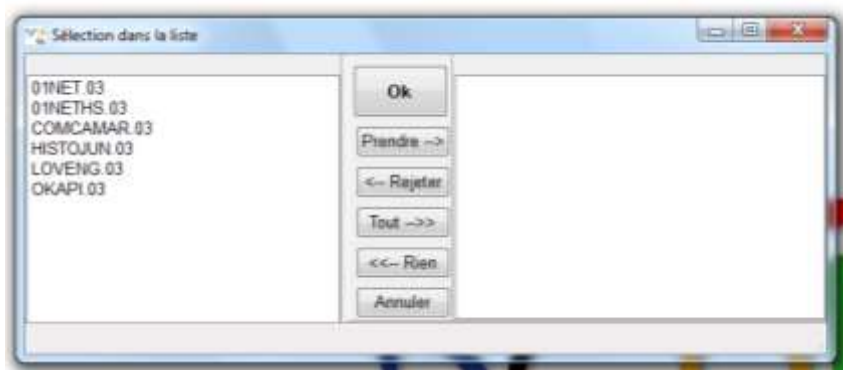 Sélection dans la liste
01NET.03
01NETHS.03
COMCAMAR.03
HISTOJUN.03
LOVENG.03
OKAPI.03
Ok
Prendre -->
<-- Rejeter
Tout -->>
<<-- Rien
Annuler